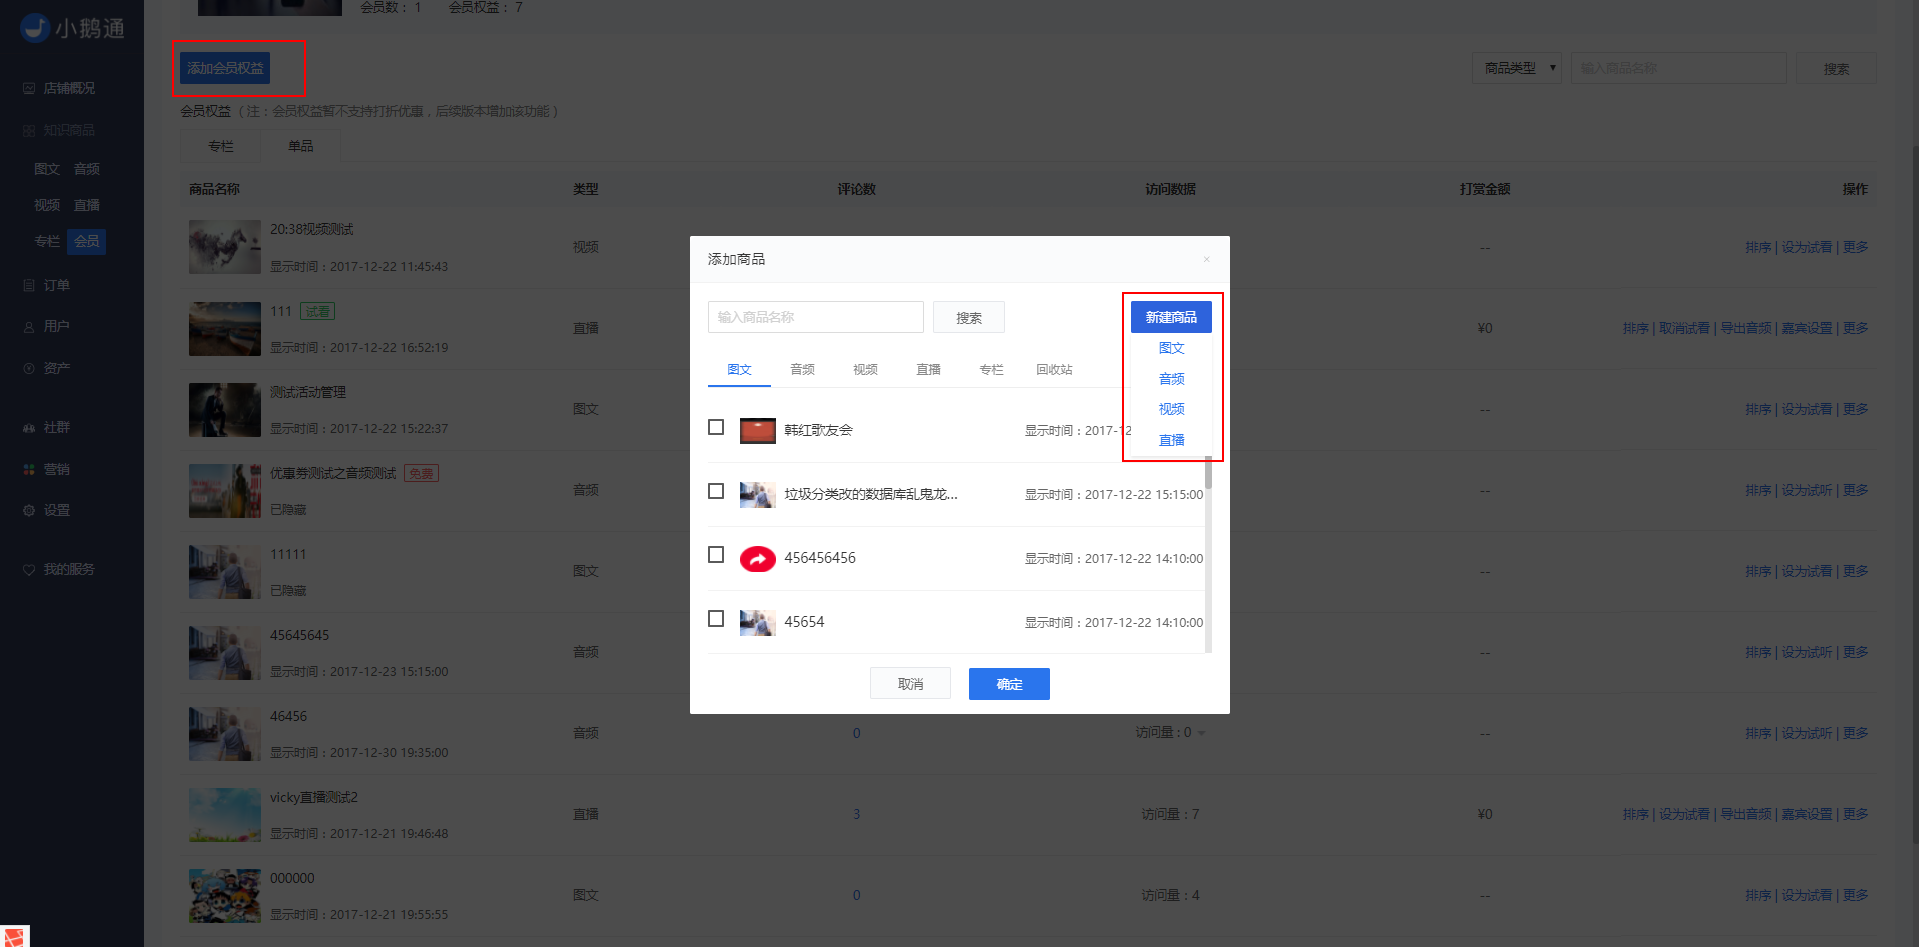 小鹅通
店铺概况
知识商品
图文 音频
视频 直播
专栏 会员
订单
用户
资产
社群
营销
设置
我的服务
会员数： 1 会员权益： 7
添加会员权益
商品类型 ▼ 输入商品名称 搜索
会员权益（注：会员权益暂不支持打折优惠，后续版本增加该功能）
专栏 单品
商品名称 类型 评论数 访问数据 打赏金额 操作
20:38视频测试
显示时间：2017-12-22 11:45:43
视频 -- 排序 | 设为试看 | 更多
111 试看
显示时间：2017-12-22 16:52:19
直播 ¥0 排序 | 取消试看 | 导出音频 | 嘉宾设置 | 更多
测试活动管理
显示时间：2017-12-22 15:22:37
图文 -- 排序 | 设为试看 | 更多
优惠券测试之音频测试 免费
已隐藏
音频 -- 排序 | 设为试听 | 更多
11111
已隐藏
图文 -- 排序 | 设为试看 | 更多
45645645
显示时间：2017-12-23 15:15:00
音频 -- 排序 | 设为试听 | 更多
46456
显示时间：2017-12-30 19:35:00
音频 0 访问量：0 -- 排序 | 设为试听 | 更多
vicky直播测试2
显示时间：2017-12-21 19:46:48
直播 3 访问量：7 ¥0 排序 | 设为试看 | 导出音频 | 嘉宾设置 | 更多
000000
显示时间：2017-12-21 19:55:55
图文 0 访问量：4 -- 排序 | 设为试看 | 更多
添加商品 ×
输入商品名称 搜索 新建商品
图文
音频
视频
直播
图文 音频 视频 直播 专栏 回收站
韩红歌友会 显示时间：2017-12
垃圾分类改的数据库乱鬼龙... 显示时间：2017-12-22 15:15:00
456456456 显示时间：2017-12-22 14:10:00
45654 显示时间：2017-12-22 14:10:00
取消 确定